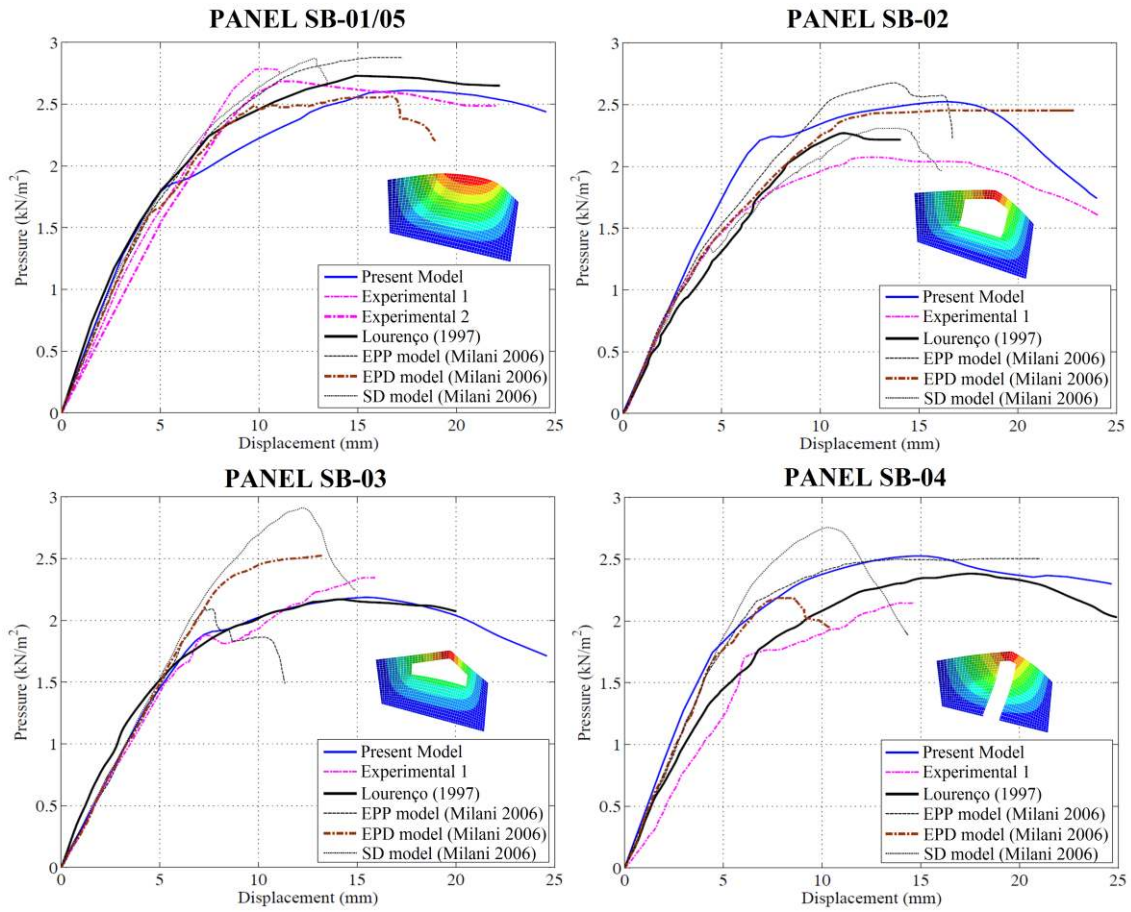 PANEL SB-01/05
3
2.5
2
1.5
1
0.5
0
Pressure (kN/m²)
0 5 10 15 20 25
Displacement (mm)
Present Model
Experimental 1
Experimental 2
Lourenço (1997)
EPP model (Milani 2006)
EPD model (Milani 2006)
SD model (Milani 2006)
PANEL SB-02
3
2.5
2
1.5
1
0.5
0
Pressure (kN/m²)
0 5 10 15 20 25
Displacement (mm)
Present Model
Experimental 1
Lourenço (1997)
EPP model (Milani 2006)
EPD model (Milani 2006)
SD model (Milani 2006)
PANEL SB-03
3
2.5
2
1.5
1
0.5
0
Pressure (kN/m²)
0 5 10 15 20 25
Displacement (mm)
Present Model
Experimental 1
Lourenço (1997)
EPP model (Milani 2006)
EPD model (Milani 2006)
SD model (Milani 2006)
PANEL SB-04
3
2.5
2
1.5
1
0.5
0
Pressure (kN/m²)
0 5 10 15 20 25
Displacement (mm)
Present Model
Experimental 1
Lourenço (1997)
EPP model (Milani 2006)
EPD model (Milani 2006)
SD model (Milani 2006)